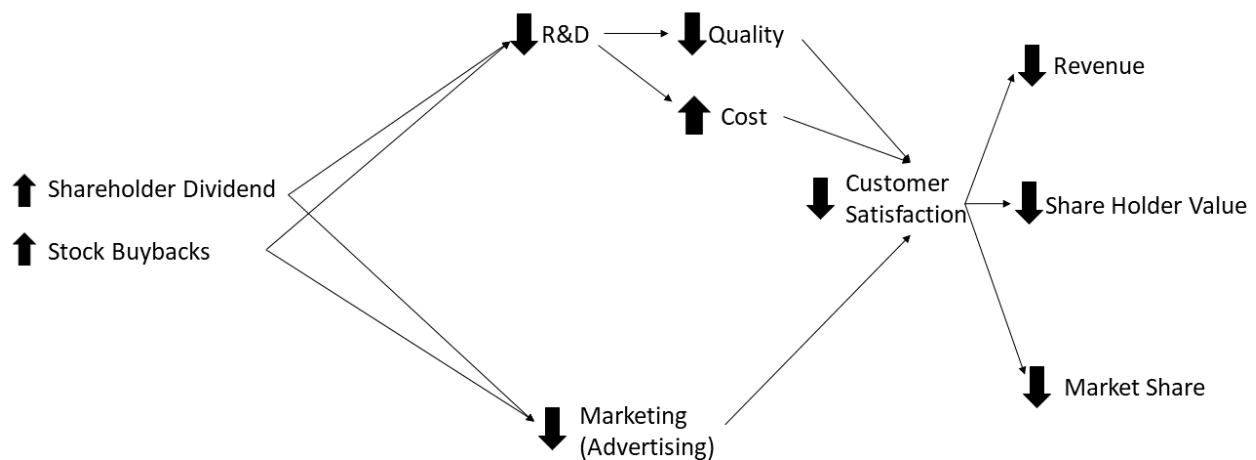 R&D
Quality
Cost
Revenue
Shareholder Dividend
Stock Buybacks
Customer
Satisfaction
Share Holder Value
Marketing
(Advertising)
Market Share